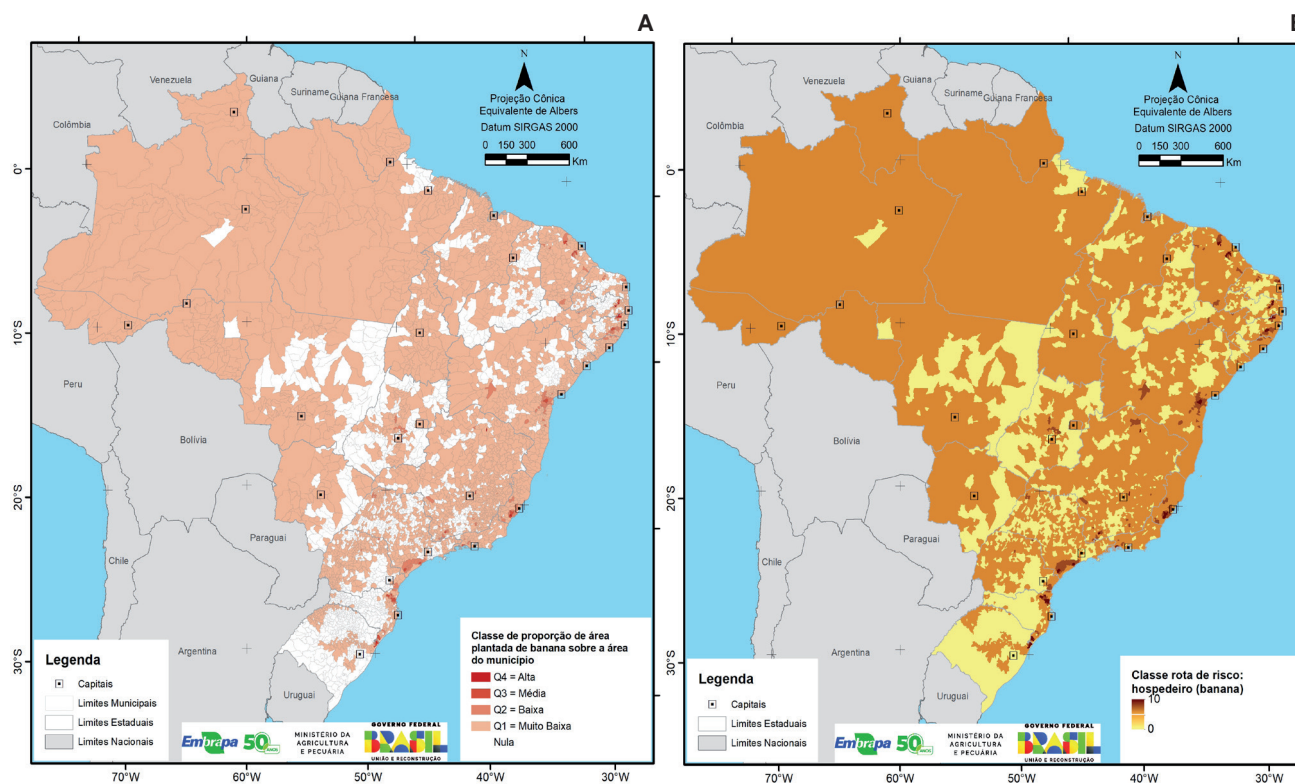 A
N
Projeção Cônica
Equivalente de Albers
Datum SIRGAS 2000
0 150 300 600
Km
Venezuela
Guiana
Suriname
Guiana Francesa
Colômbia
Peru
Bolívia
Paraguai
Chile
Argentina
Uruguai
0°
10°S
20°S
30°S
70°W
60°W
50°W
40°W
30°W
Legenda
Capitais
Limites Municipais
Limites Estaduais
Limites Nacionais
Classe de proporção de área
plantada de banana sobre a área
do município
Q4 = Alta
Q3 = Média
Q2 = Baixa
Q1 = Muito Baixa
Nula
Embrapa 50 ANOS
MINISTÉRIO DA
AGRICULTURA
E PECUÁRIA
GOVERNO FEDERAL
BRASIL
UNIÃO E RECONSTRUÇÃO
N
Projeção Cônica
Equivalente de Albers
Datum SIRGAS 2000
0 150 300 600
Km
Venezuela
Guiana
Suriname
Guiana Francesa
Colômbia
Peru
Bolívia
Paraguai
Chile
Argentina
Uruguai
0°
10°S
20°S
30°S
70°W
60°W
50°W
40°W
30°W
Legenda
Capitais
Limites Estaduais
Limites Nacionais
Classe rota de risco:
hospedeiro (banana)
10
0
Embrapa 50 ANOS
MINISTÉRIO DA
AGRICULTURA
E PECUÁRIA
GOVERNO FEDERAL
BRASIL
UNIÃO E RECONSTRUÇÃO